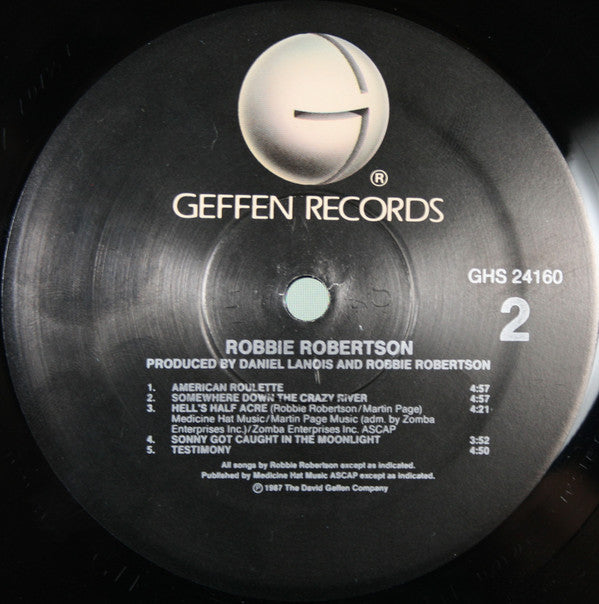 ®
GEFFEN RECORDS
GHS 24160
2
ROBBIE ROBERTSON
PRODUCED BY DANIEL LANOIS AND ROBBIE ROBERTSON
1. AMERICAN ROULETTE 4:57
2. SOMEWHERE DOWN THE CRAZY RIVER 4:57
3. HELL'S HALF ACRE (Robbie Robertson/Martin Page) 4:21
Medicine Hat Music/Martin Page Music (adm. by Zomba
Enterprises Inc.)/Zomba Enterprises Inc. ASCAP
4. SONNY GOT CAUGHT IN THE MOONLIGHT 3:52
5. TESTIMONY 4:50
All songs by Robbie Robertson except as indicated.
Published by Medicine Hat Music ASCAP except as indicated.
℗ 1987 The David Geffen Company